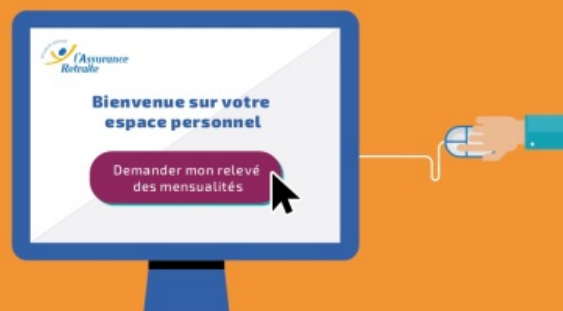 l'Assurance
Retraite
Bienvenue sur votre
espace personnel
Demander mon relevé
des mensualités